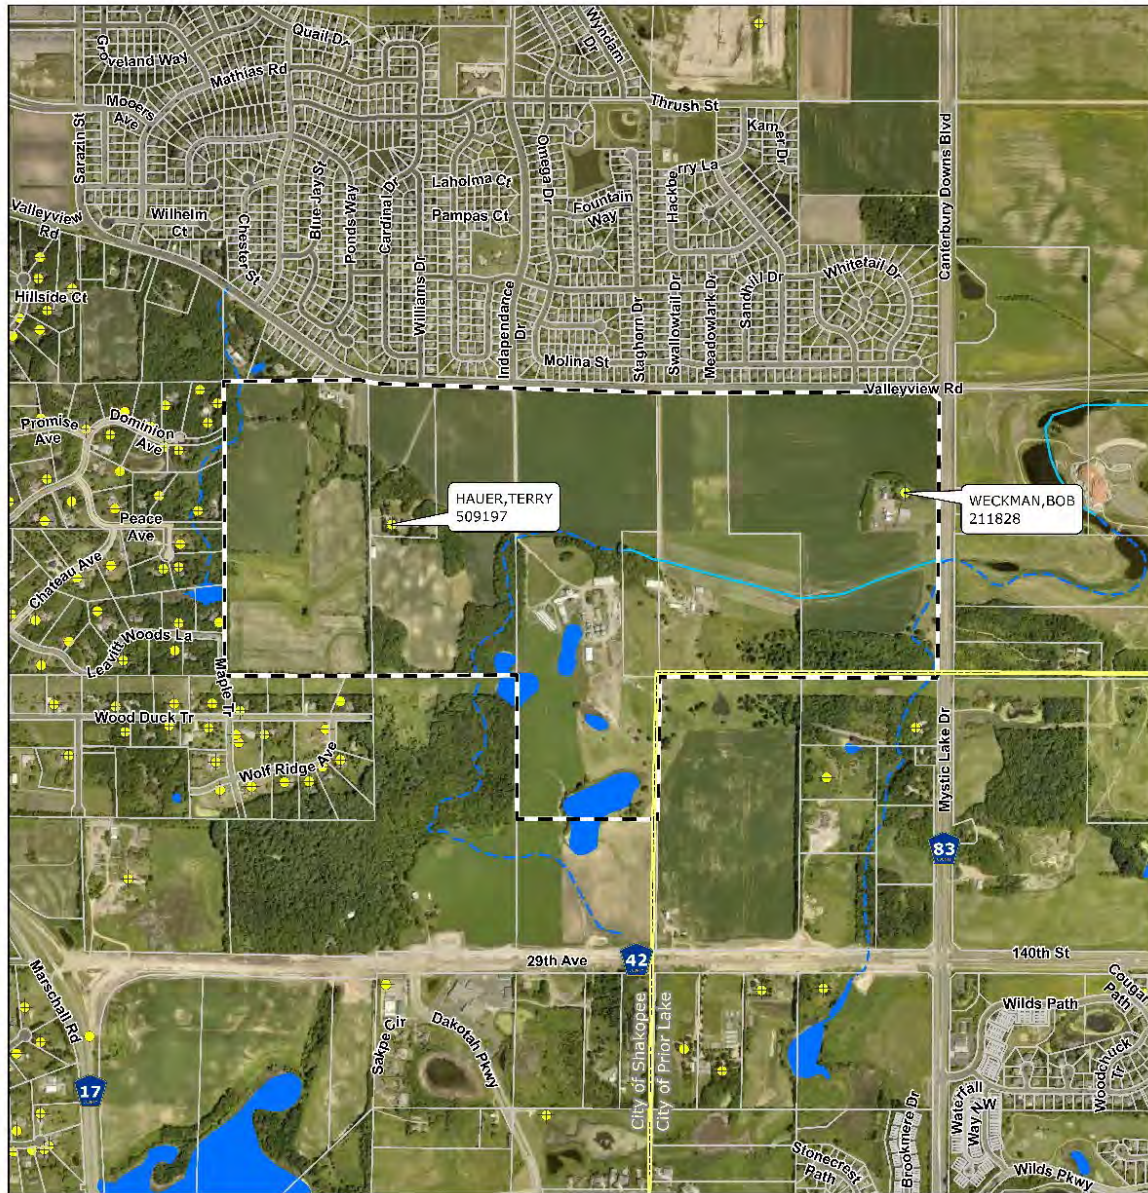 Quail Dr
Wyndam
Dr
Groveland Way
Mathias Rd
Mooers
Ave
Thrush St
Sarazin St
Kamer Dr
Omega Dr
Canterbury Downs Blvd
Blue Jay St
Ponds Way
Cardinal Dr
Laholma Ct
Hackberry La
Valleyview
Rd
Wilhelm
Ct
Pampas Ct
Fountain
Way
Chester St
Williams Dr
Whitetail Dr
Hillside Ct
Independance
Dr
Staghorn Dr
Swallowtail Dr
Meadowlark Dr
Sandhill Dr
Molina St
Valleyview Rd
Promise
Ave
Dominion
Ave
HAUER,TERRY
509197
WECKMAN,BOB
211828
Peace
Ave
Chateau Ave
Leavitt Woods La
Maple Tr
Wood Duck Tr
Wolf Ridge Ave
Mystic Lake Dr
83
29th Ave
42
140th St
Marschall Rd
17
Sakpe Cir
Dakotah Pkwy
City of Shakopee
City of Prior Lake
Wilds Path
Woodchuck
Tr
Waterfall
Way N
W
Brookmere Dr
Stonecrest
Path
Wilds Pkwy